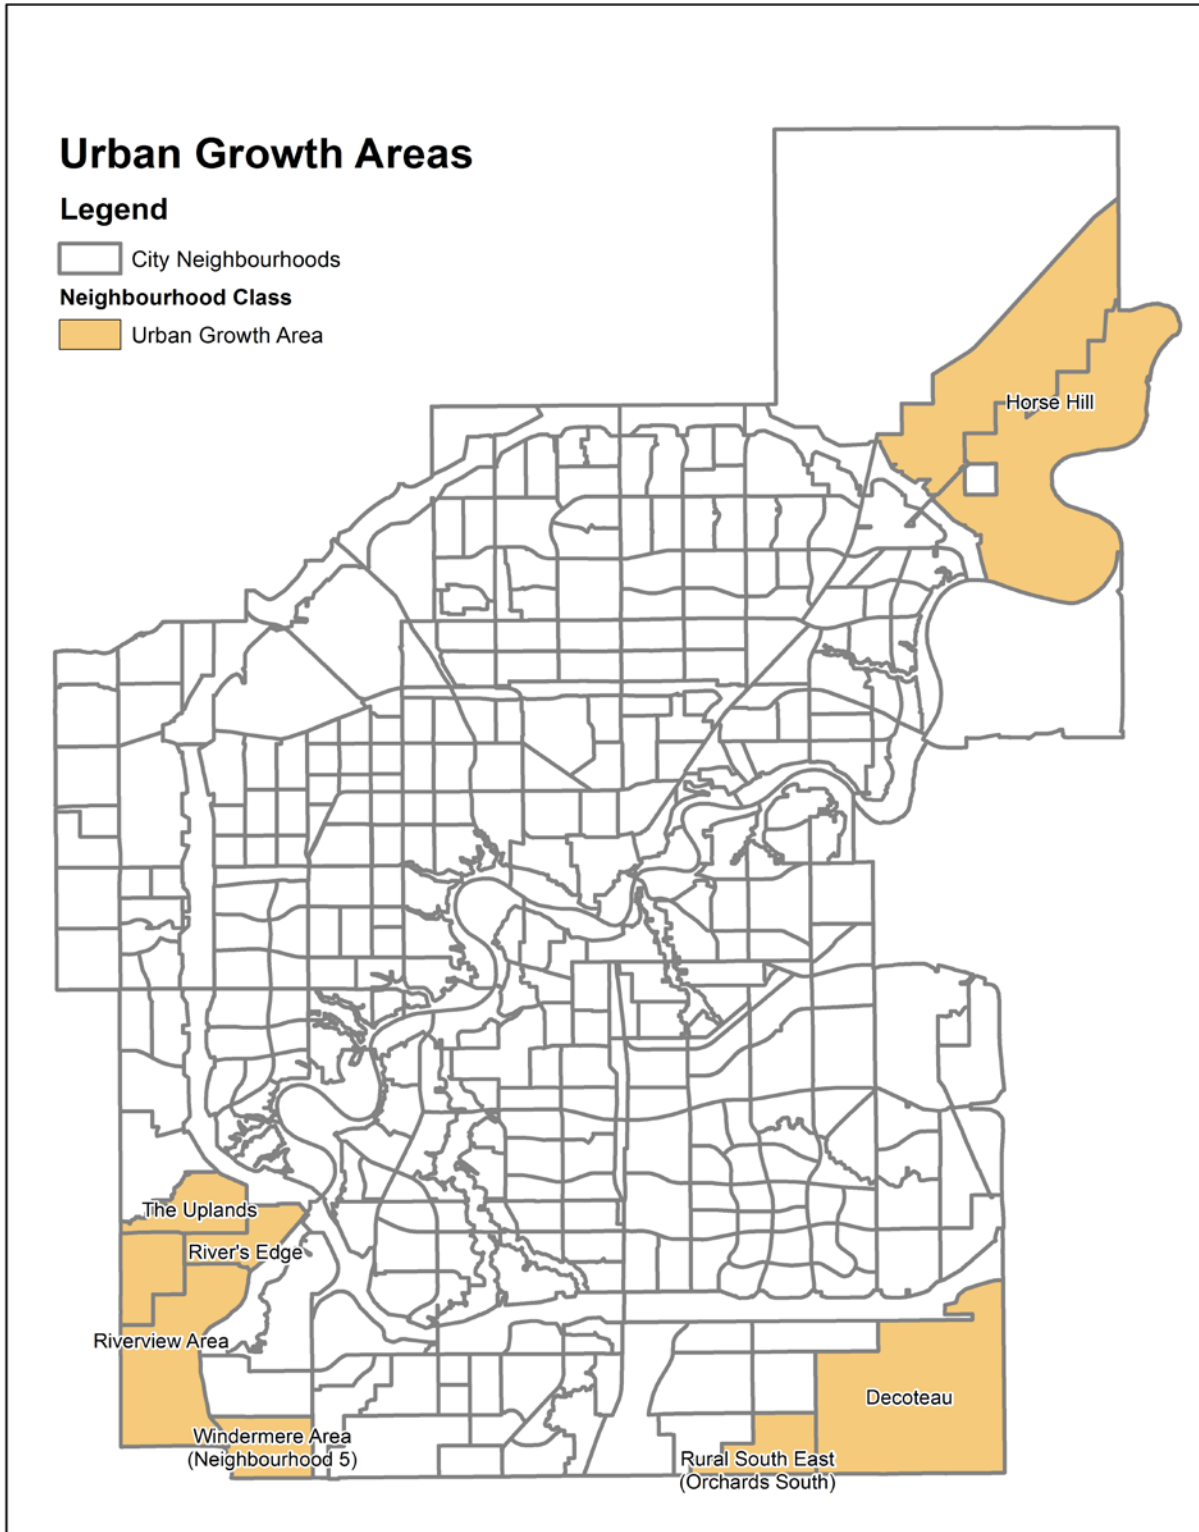 Urban Growth Areas
Legend
City Neighbourhoods
Neighbourhood Class
Urban Growth Area
Horse Hill
The Uplands
River's Edge
Riverview Area
Decoteau
Windermere Area
(Neighbourhood 5)
Rural South East
(Orchards South)